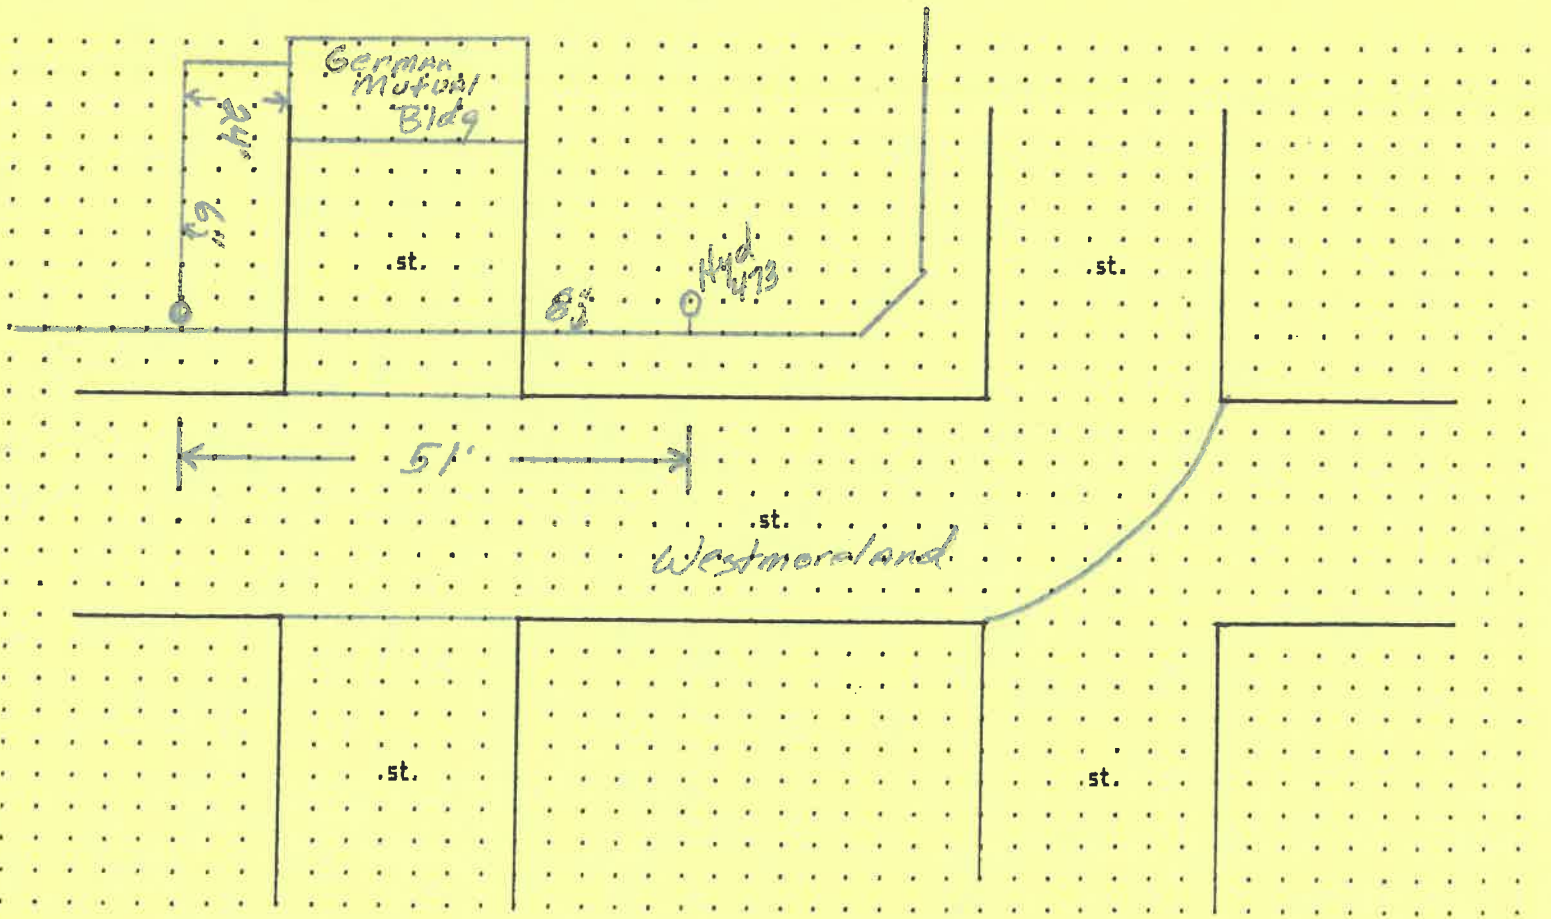 German
Mutual
Bldg
24'
6"
st.
st.
8"
Hyd
473
51'
st.
Westmoreland
st.
st.